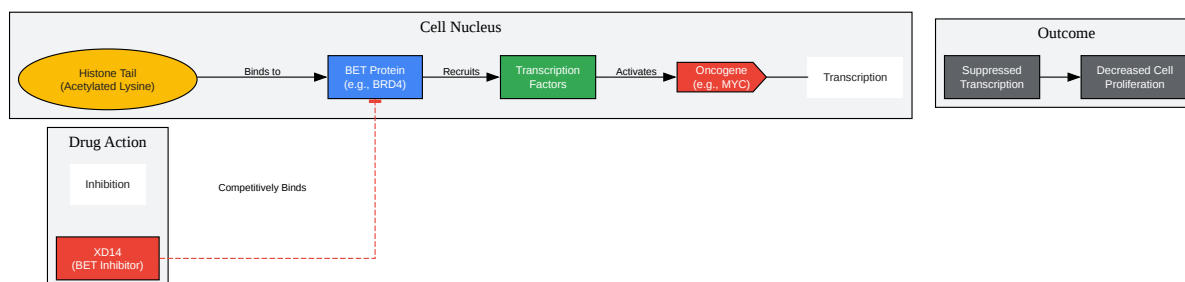 Cell Nucleus
Histone Tail
(Acetylated Lysine)
Binds to
BET Protein
(e.g., BRD4)
Recruits
Transcription
Factors
Activates
Oncogene
(e.g., MYC)
Transcription
Outcome
Suppressed
Transcription
Decreased Cell
Proliferation
Drug Action
Inhibition
Competitively Binds
XD14
(BET Inhibitor)